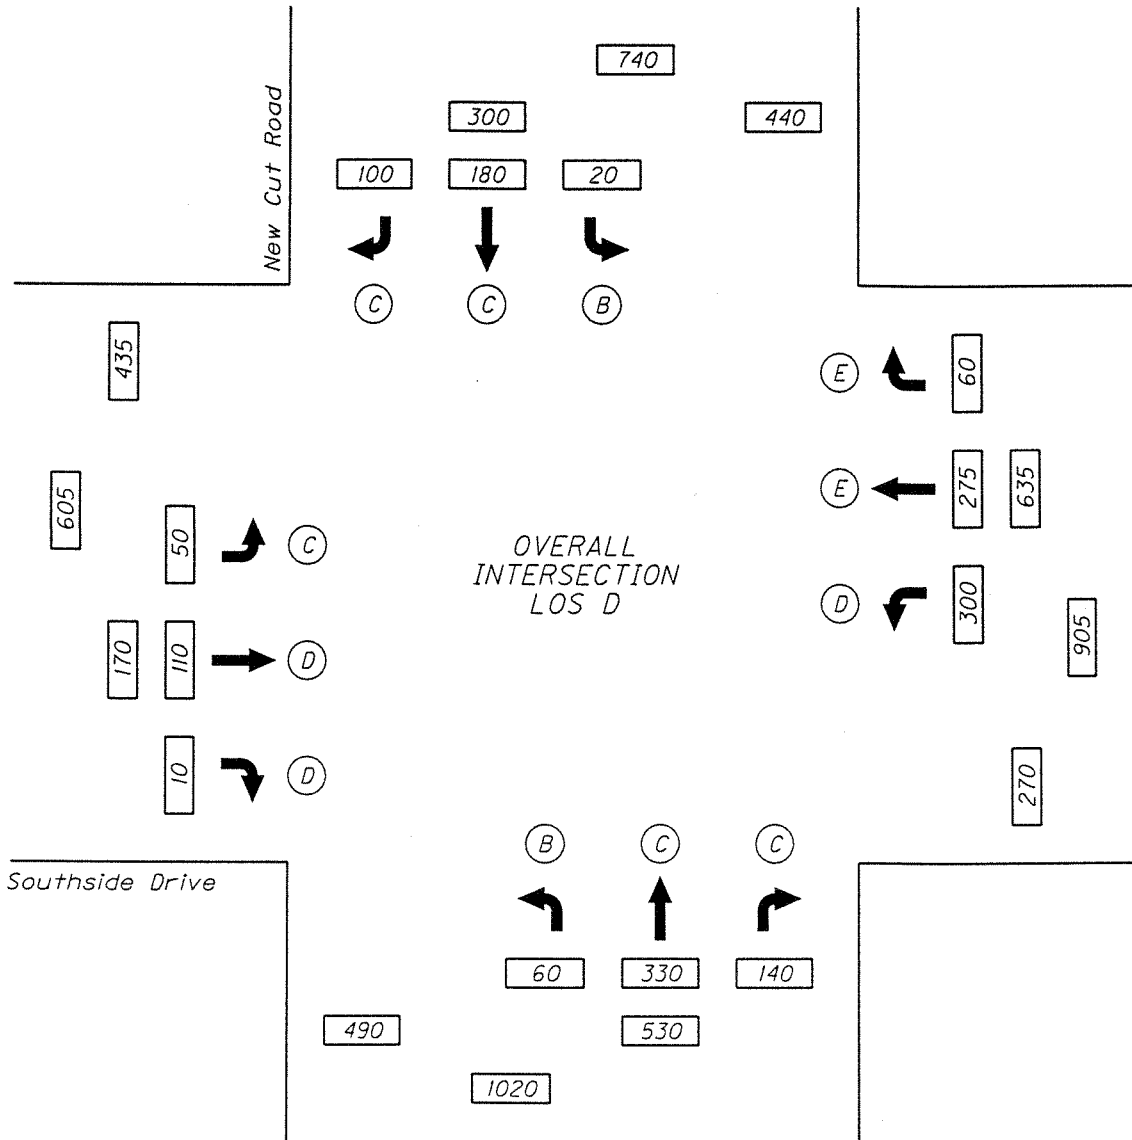 740
300
440
100
180
20
New Cut Road
C
C
B
435
E
60
605
50
C
E
275
635
OVERALL
INTERSECTION
LOS D
D
300
905
170
110
D
10
D
270
B
C
C
Southside Drive
60
330
140
490
530
1020